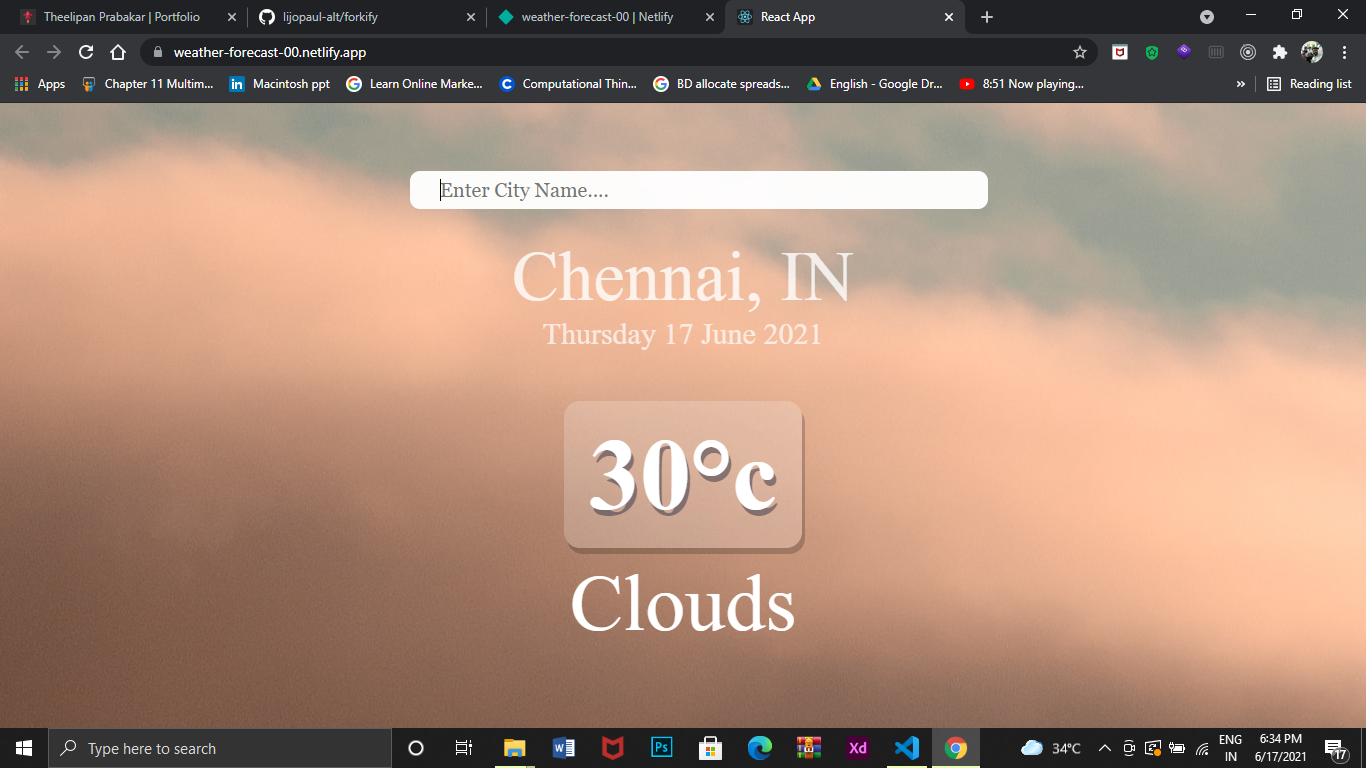 Theelipan Prabakar | Portfolio
lijopaul-alt/forkify
weather-forecast-00 | Netlify
React App
weather-forecast-00.netlify.app
Apps
Chapter 11 Multim...
in
Macintosh ppt
Learn Online Marke...
C
Computational Thin...
BD allocate spreads...
English - Google Dr...
8:51 Now playing...
»
Reading list
Enter City Name....
Chennai, IN
Thursday 17 June 2021
30°c
Clouds
Type here to search
W
Ps
Xd
34°C
ENG
IN
6:34 PM
6/17/2021
17